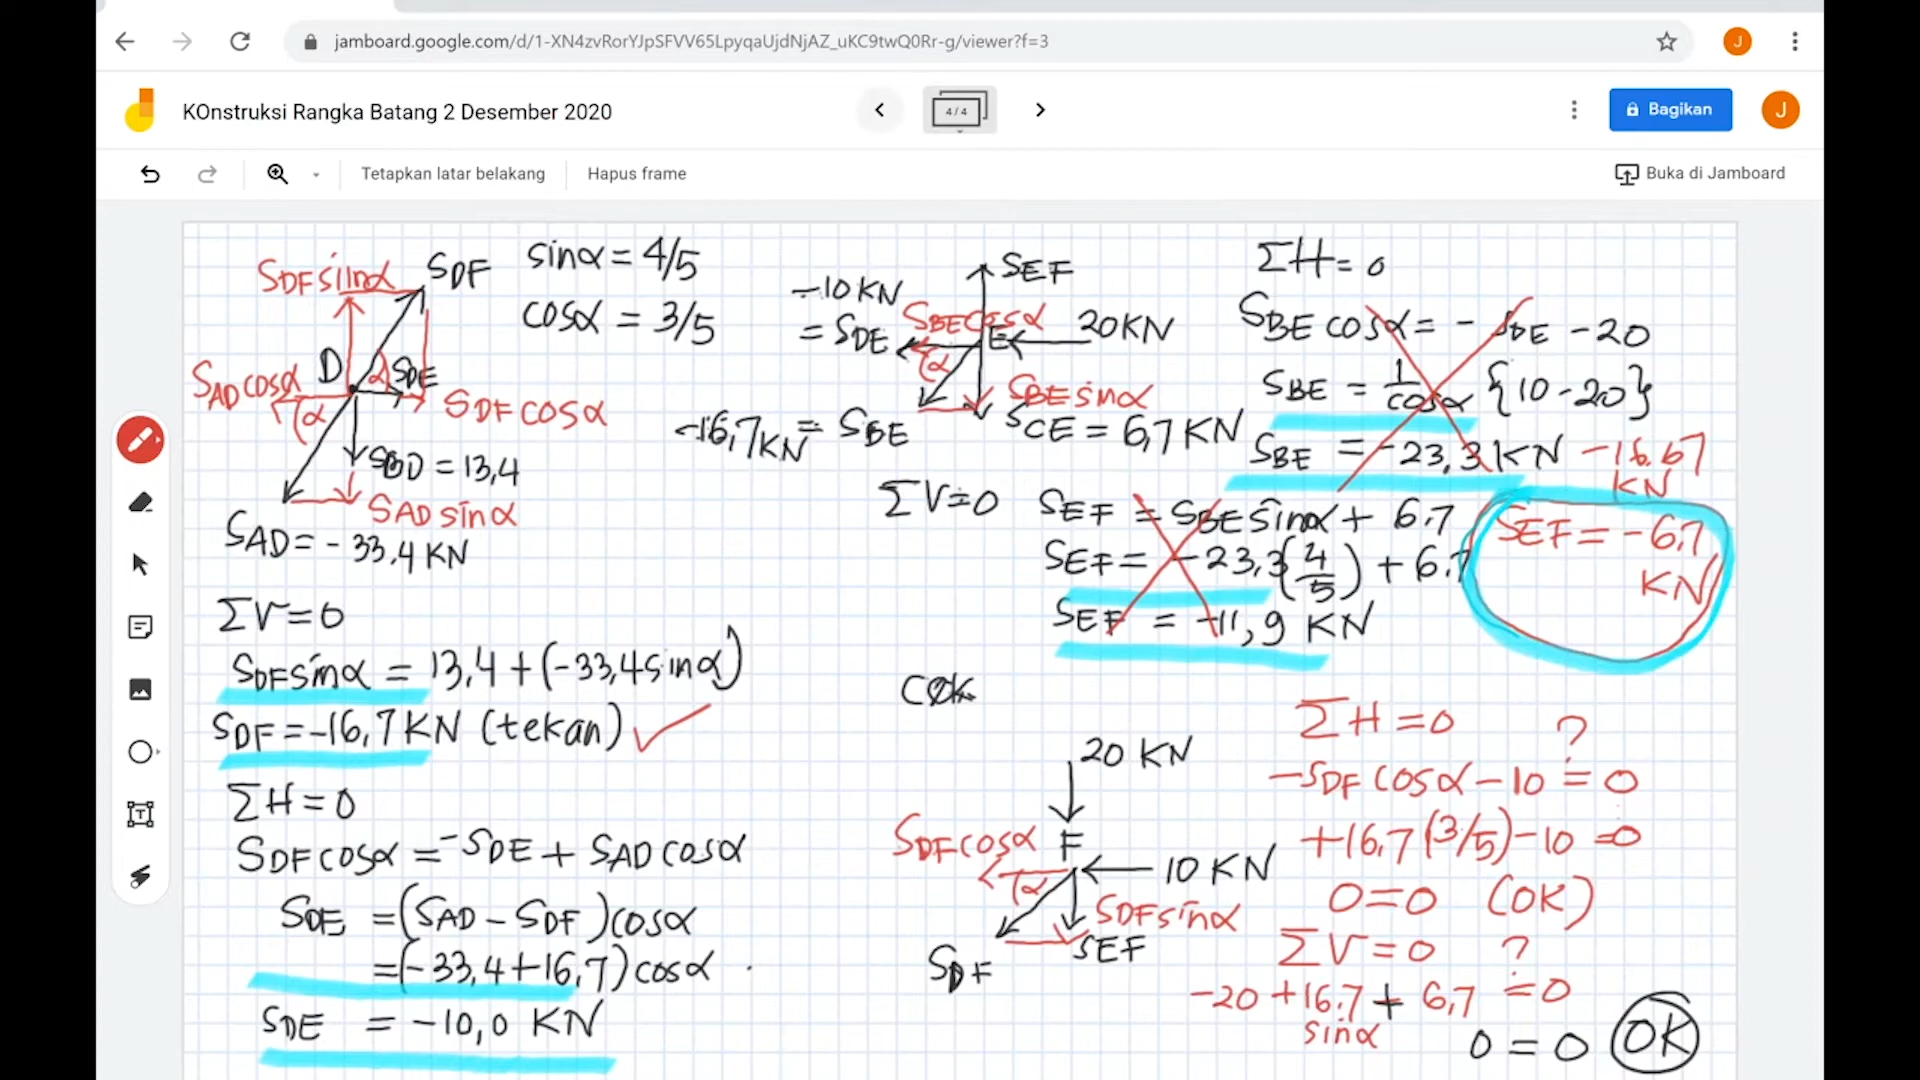 jamboard.google.com/d/1-XN4zvRorYJpSFVV65LpyqaUjdNjAZ_uKC9twQ0Rr-g/viewer?f=3
J
KOnstruksi Rangka Batang 2 Desember 2020
4 / 4
Bagikan
J
Tetapkan latar belakang
Hapus frame
Buka di Jamboard
SDF sinα
SDF
sinα = 4/5
cosα = 3/5
SAD cosα
D
α
SDE
α
SDF cosα
SBD = 13,4
SAD sinα
SAD = - 33,4 KN
ΣV = 0
SDF sinα = 13,4 + (-33,4 sinα)
SDF = -16,7 KN (tekan) ✓
ΣH = 0
SDF cosα = -SDE + SAD cosα
SDE = (SAD - SDF) cosα
= (-33,4 + 16,7) cosα
SDE = -10,0 KN
SEF
-10 KN
= SDE
SBE cosα
E
20 KN
α
SBE sinα
-16,7 KN = SBE
SCE = 6,7 KN
ΣH = 0
SBE cosα = - SDE - 20
SBE = 1/cosα {10 - 20}
SBE = -23,3 KN
-16.67 KN
ΣV = 0
SEF = SBE sinα + 6.7
SEF = -23,3 (4/5) + 6.7
SEF = -11,9 KN
SEF = - 6,7 KN
20 KN
SDF cosα
F
10 KN
α
SDF sinα
SEF
SDF
ΣH = 0 ?
-SDF cosα - 10 = 0
+16,7 (3/5) - 10 = 0
0 = 0 (OK)
ΣV = 0 ?
-20 + 16.7 sinα + 6,7 = 0
0 = 0 OK